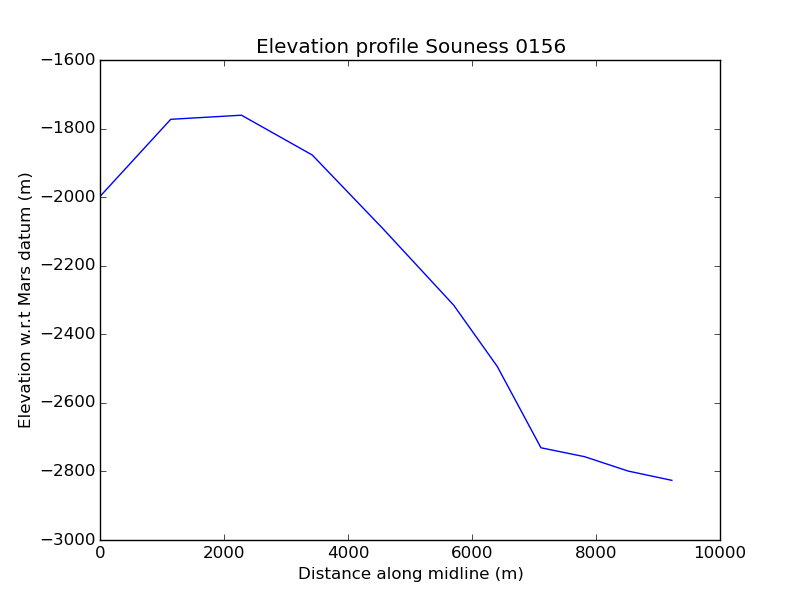 Elevation profile Souness 0156
−1600
−1800
−2000
−2200
−2400
−2600
−2800
−3000
Elevation w.r.t Mars datum (m)
0 2000 4000 6000 8000 10000
Distance along midline (m)